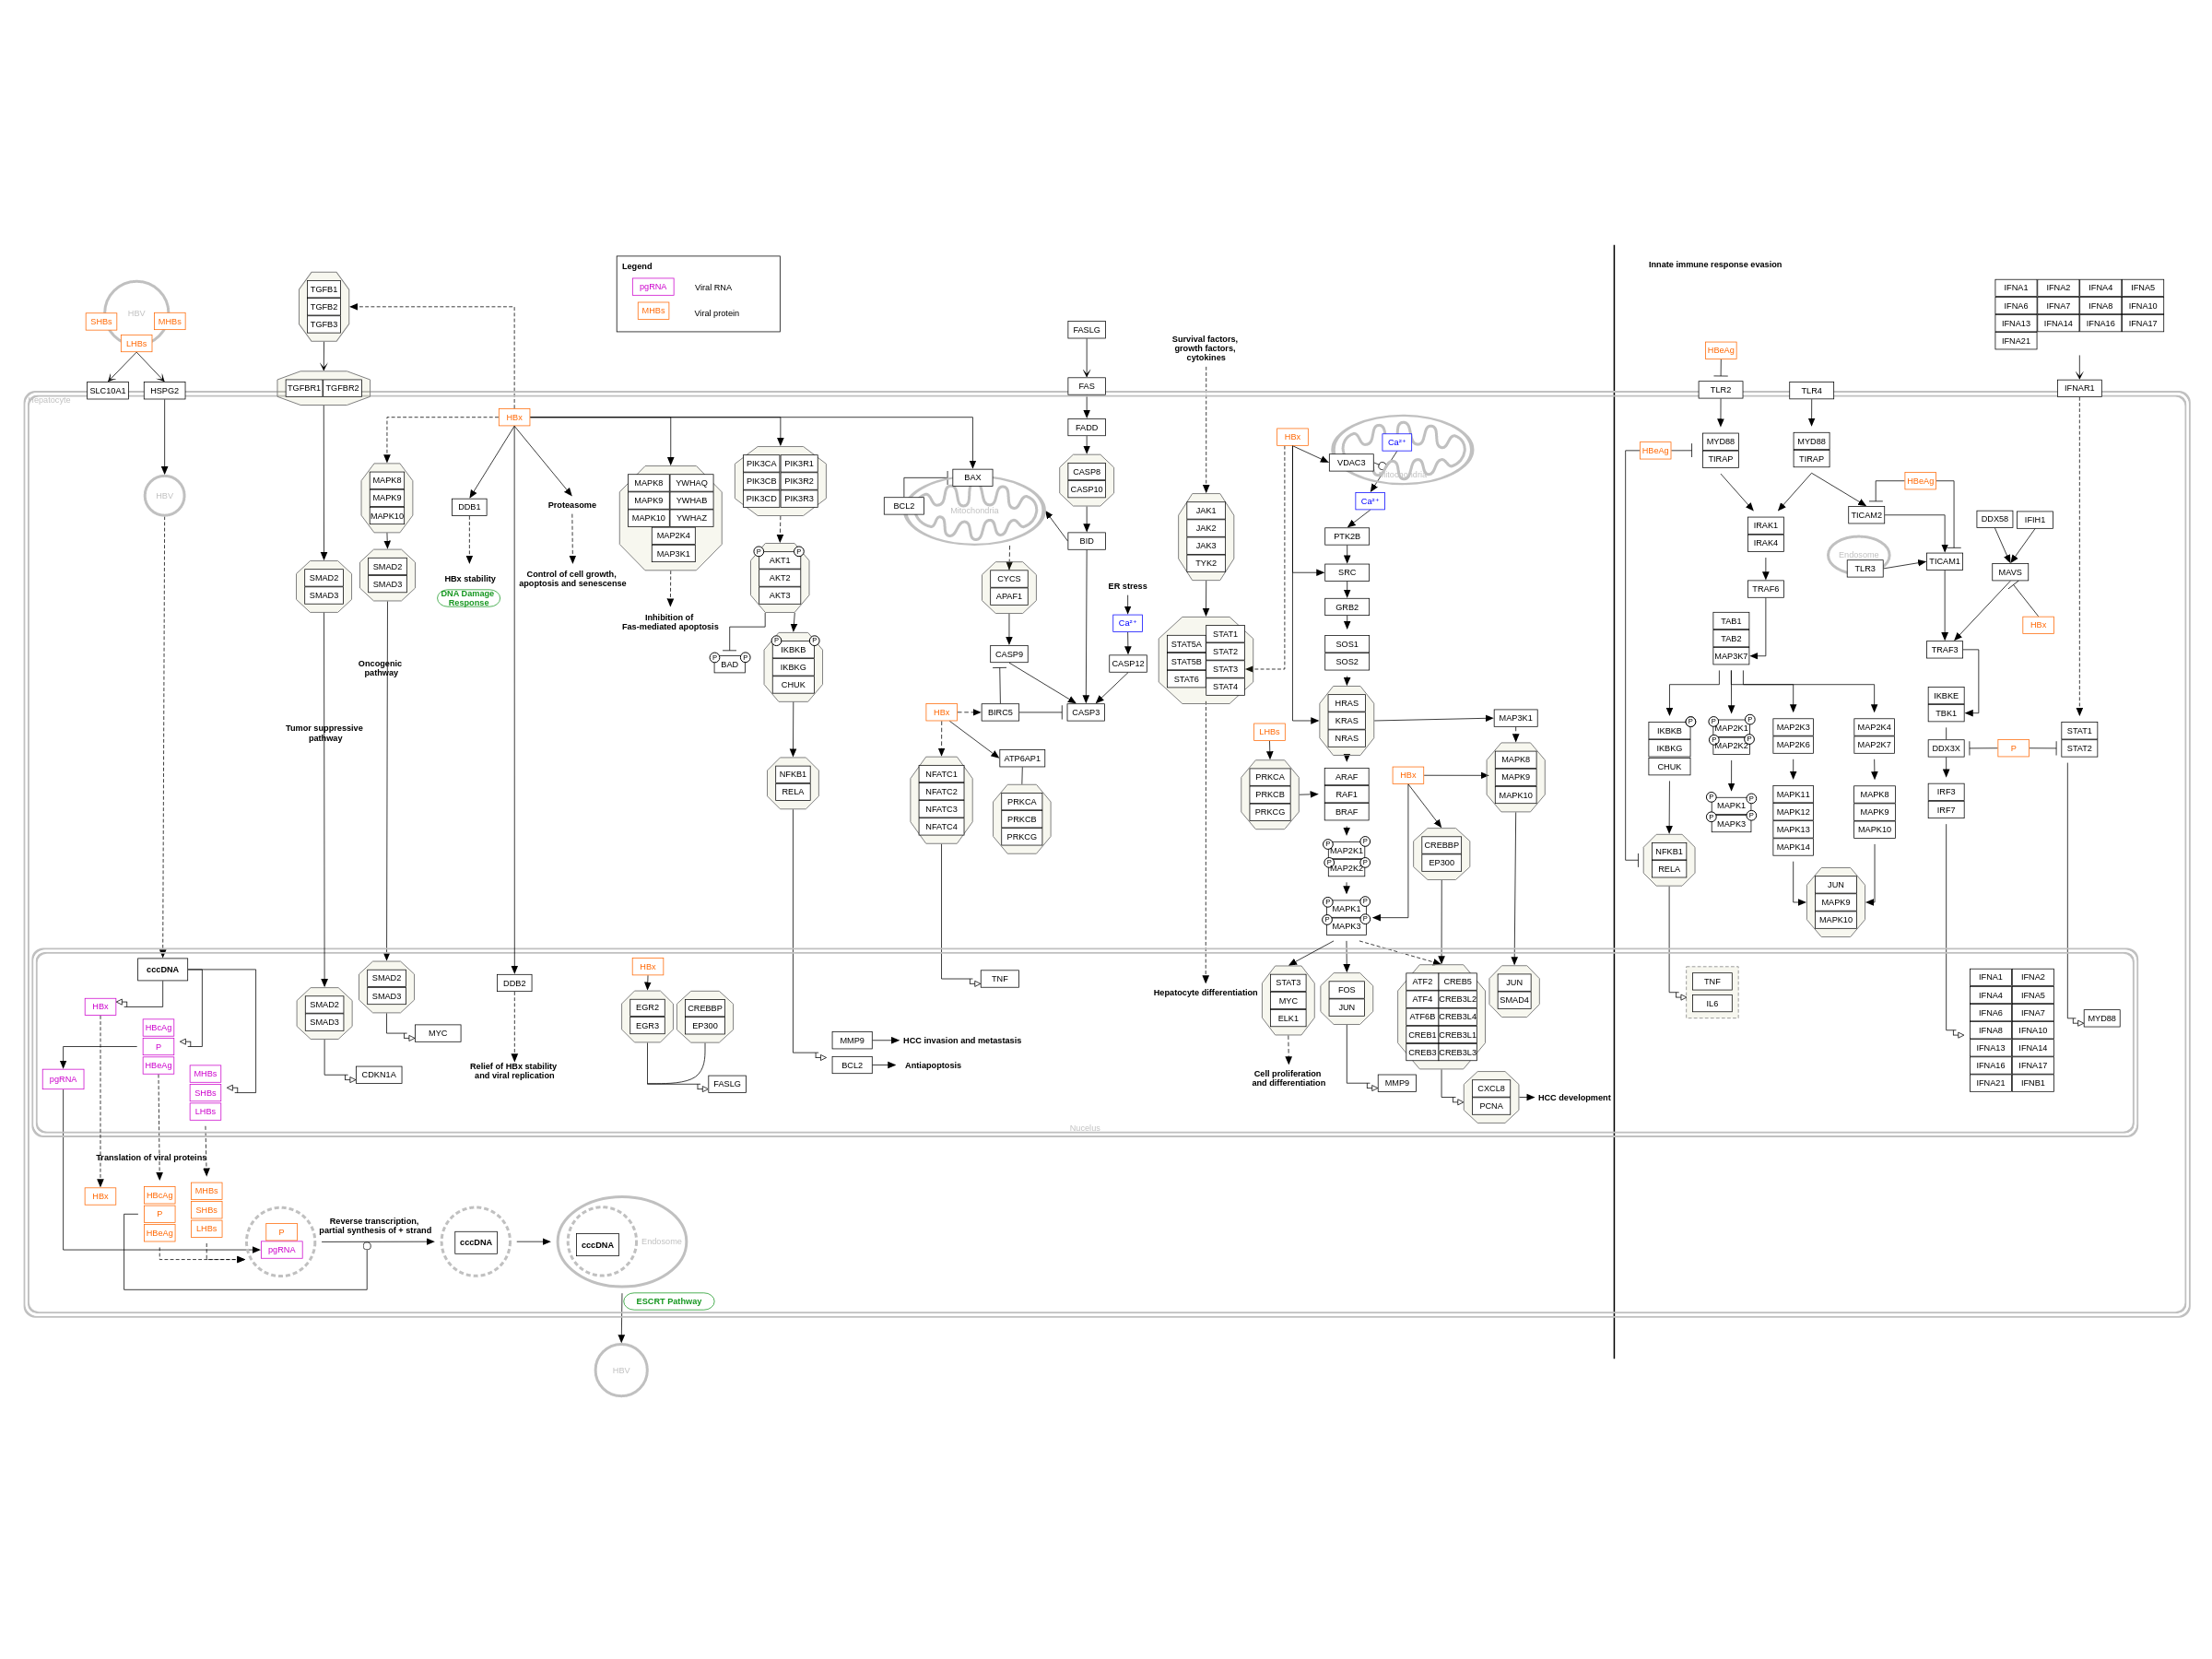 Legend
pgRNA Viral RNA
MHBs Viral protein
HBV
SHBs
MHBs
LHBs
SLC10A1
HSPG2
Hepatocyte
HBV
TGFB1
TGFB2
TGFB3
TGFBR1 TGFBR2
SMAD2
SMAD3
Tumor suppressive
pathway
SMAD2
SMAD3
CDKN1A
HBx
MAPK8
MAPK9
MAPK10
SMAD2
SMAD3
Oncogenic
pathway
SMAD2
SMAD3
MYC
DDB1
HBx stability
DNA Damage
Response
Proteasome
Control of cell growth,
apoptosis and senescense
DDB2
Relief of HBx stability
and viral replication
MAPK8 YWHAQ
MAPK9 YWHAB
MAPK10 YWHAZ
MAP2K4
MAP3K1
Inhibition of
Fas-mediated apoptosis
PIK3CA PIK3R1
PIK3CB PIK3R2
PIK3CD PIK3R3
P P
AKT1
AKT2
AKT3
P P
BAD
P P
IKBKB
IKBKG
CHUK
NFKB1
RELA
HBx
EGR2
EGR3
CREBBP
EP300
FASLG
MMP9
HCC invasion and metastasis
BCL2
Antiapoptosis
BAX
BCL2
Mitochondria
CYCS
APAF1
CASP9
HBx
BIRC5
CASP3
ATP6AP1
NFATC1
NFATC2
NFATC3
NFATC4
PRKCA
PRKCB
PRKCG
TNF
FASLG
FAS
FADD
CASP8
CASP10
BID
ER stress
Ca²⁺
CASP12
Survival factors,
growth factors,
cytokines
JAK1
JAK2
JAK3
TYK2
STAT5A
STAT5B
STAT6
STAT1
STAT2
STAT3
STAT4
Hepatocyte differentiation
HBx
VDAC3
Ca²⁺
Mitochondria
Ca²⁺
PTK2B
SRC
GRB2
SOS1
SOS2
HRAS
KRAS
NRAS
MAP3K1
LHBs
PRKCA
PRKCB
PRKCG
ARAF
RAF1
BRAF
HBx
MAPK8
MAPK9
MAPK10
P P
MAP2K1
P P
MAP2K2
CREBBP
EP300
P P
MAPK1
P P
MAPK3
STAT3
MYC
ELK1
Cell proliferation
and differentiation
FOS
JUN
MMP9
ATF2 CREB5
ATF4 CREB3L2
ATF6B CREB3L4
CREB1 CREB3L1
CREB3 CREB3L3
JUN
SMAD4
CXCL8
PCNA
HCC development
Innate immune response evasion
HBeAg
TLR2
TLR4
HBeAg
MYD88
TIRAP
MYD88
TIRAP
IRAK1
IRAK4
TRAF6
TAB1
TAB2
MAP3K7
HBeAg
TICAM2
Endosome
TLR3
TICAM1
DDX58
IFIH1
MAVS
HBx
TRAF3
IKBKE
TBK1
DDX3X
P
IRF3
IRF7
IFNA1 IFNA2 IFNA4 IFNA5
IFNA6 IFNA7 IFNA8 IFNA10
IFNA13 IFNA14 IFNA16 IFNA17
IFNA21
IFNAR1
STAT1
STAT2
P
IKBKB
IKBKG
CHUK
P P
MAP2K1
P P
MAP2K2
MAP2K3
MAP2K6
MAP2K4
MAP2K7
P P
MAPK1
P P
MAPK3
MAPK11
MAPK12
MAPK13
MAPK14
MAPK8
MAPK9
MAPK10
NFKB1
RELA
JUN
MAPK9
MAPK10
TNF
IL6
IFNA1 IFNA2
IFNA4 IFNA5
IFNA6 IFNA7
IFNA8 IFNA10
IFNA13 IFNA14
IFNA16 IFNA17
IFNA21 IFNB1
MYD88
cccDNA
HBx
HBcAg
P
HBeAg
pgRNA
MHBs
SHBs
LHBs
Nucelus
Translation of viral proteins
HBx
HBcAg
P
HBeAg
MHBs
SHBs
LHBs
P
pgRNA
Reverse transcription,
partial synthesis of + strand
cccDNA
cccDNA
Endosome
ESCRT Pathway
HBV